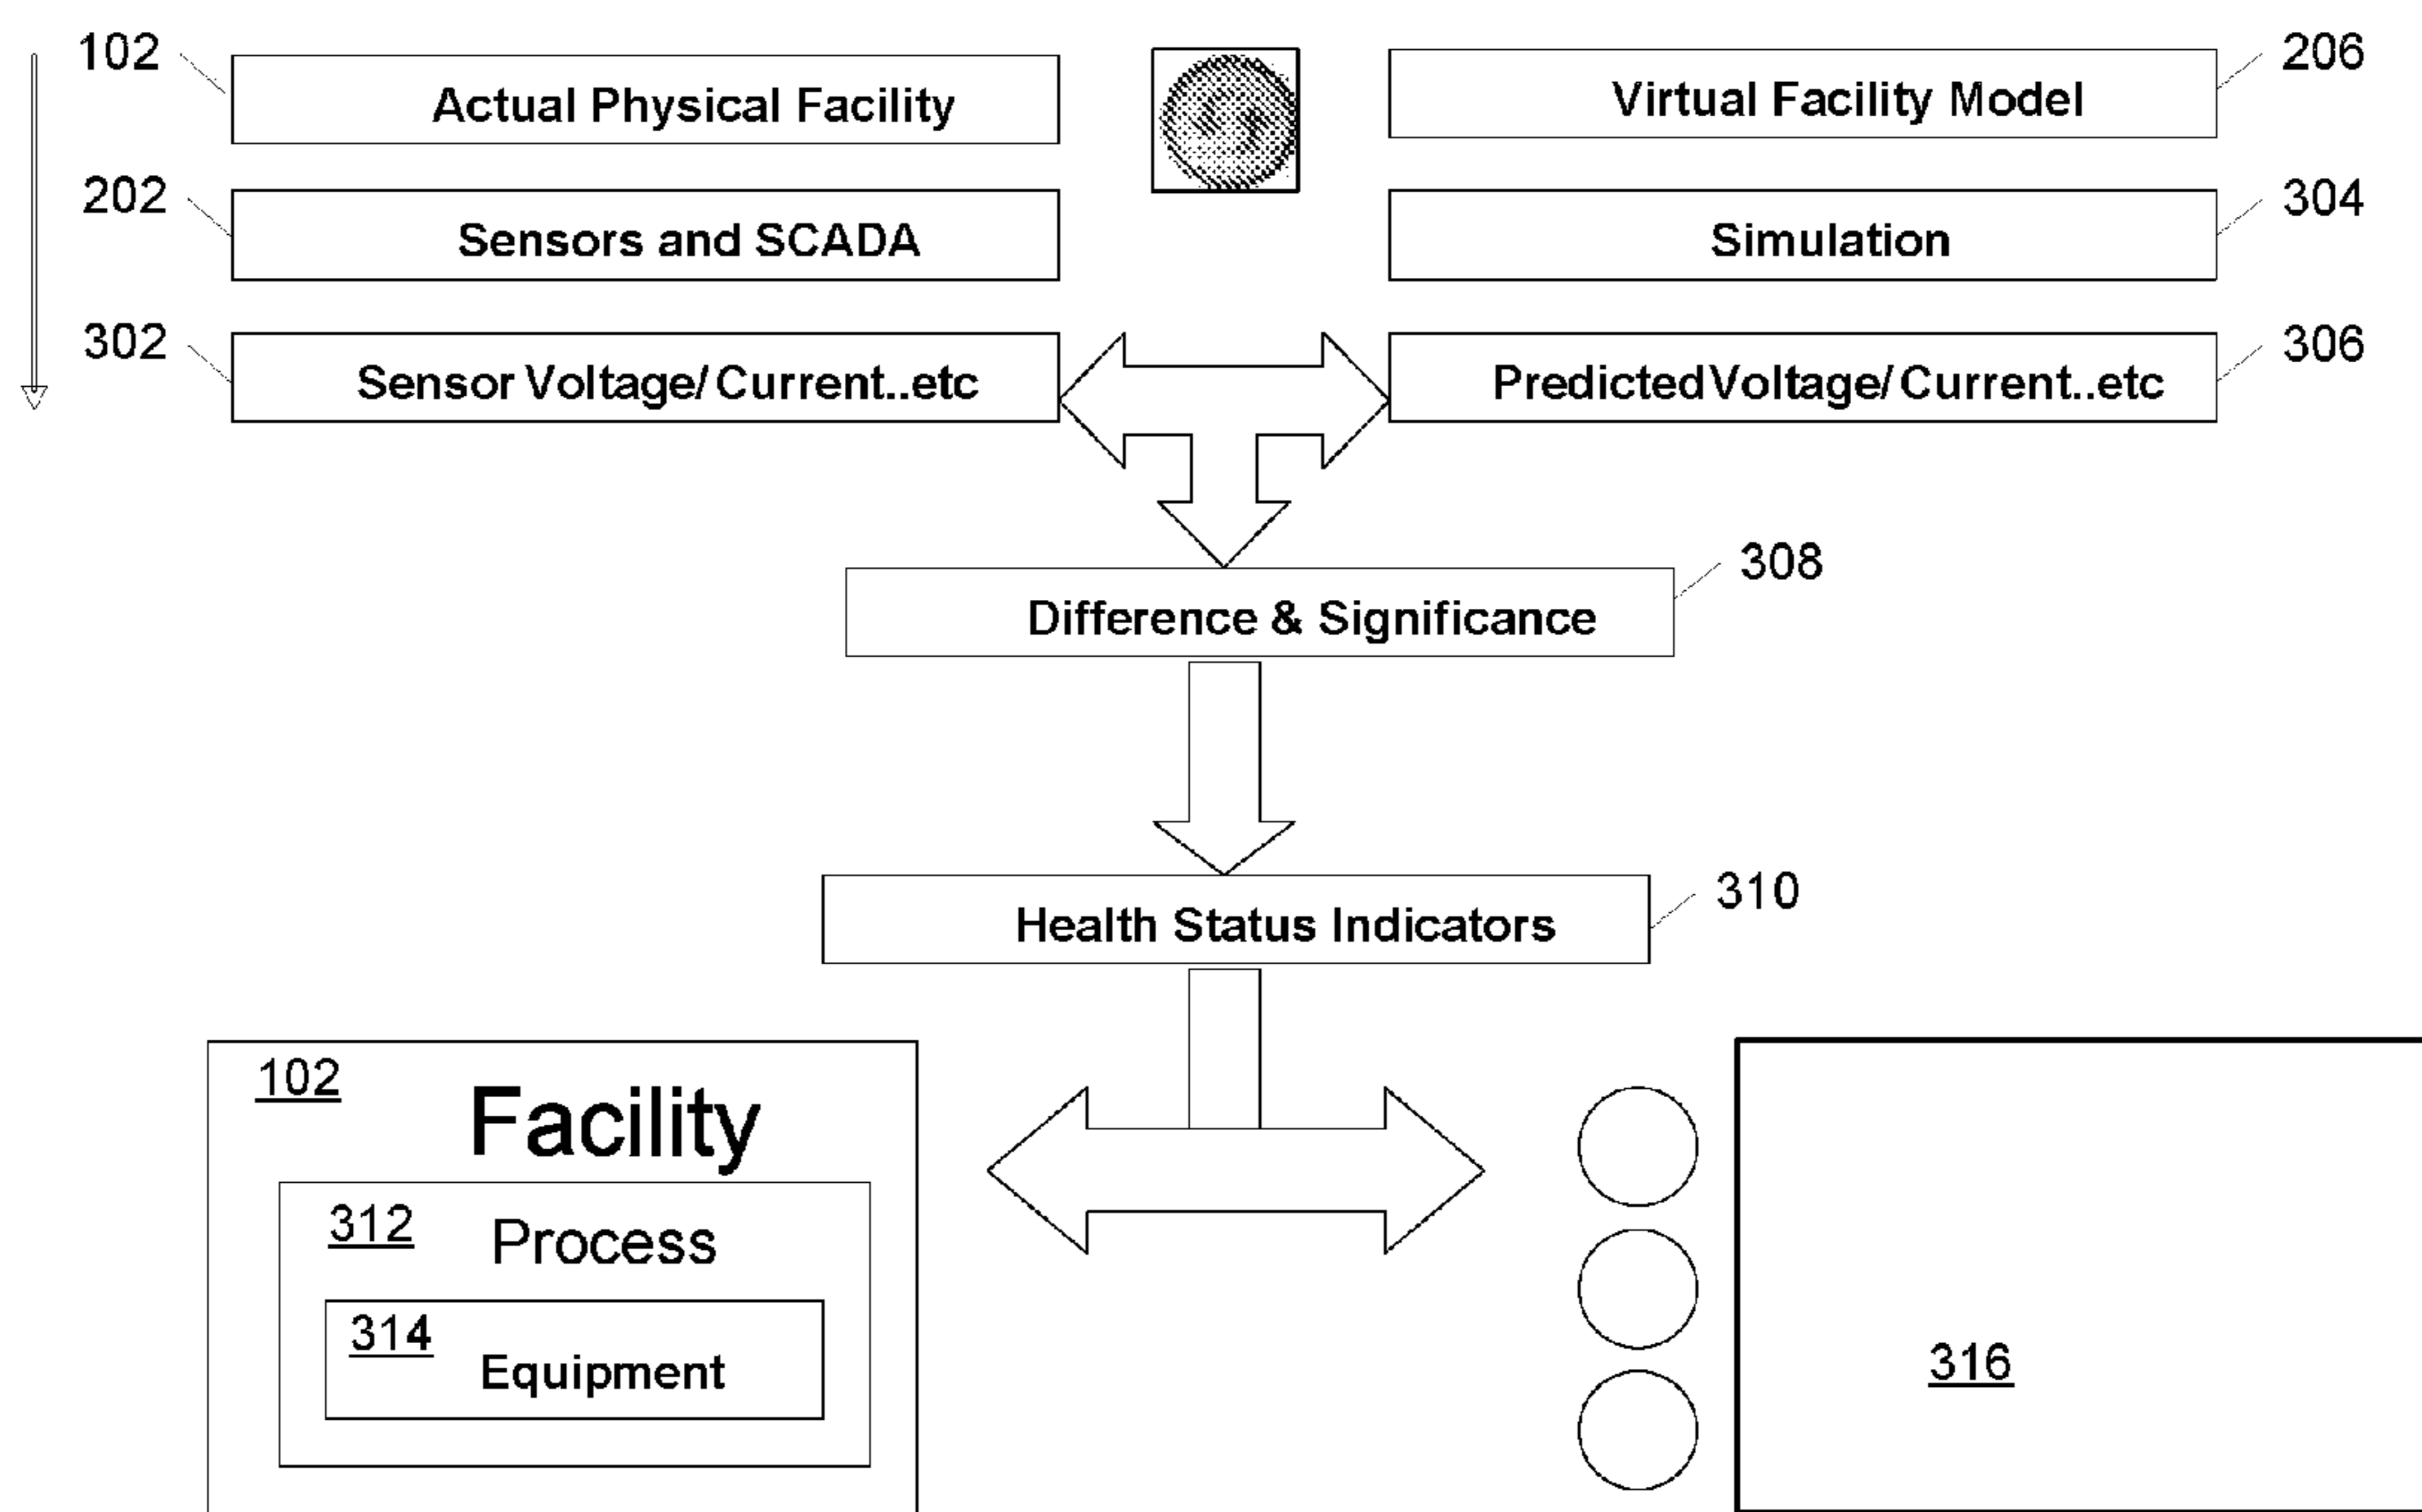 102
Actual Physical Facility
Virtual Facility Model
206
202
Sensors and SCADA
Simulation
304
302
Sensor Voltage/ Current..etc
Predicted Voltage/ Current..etc
306
308
Difference & Significance
310
Health Status Indicators
102
Facility
312
Process
314
Equipment
316